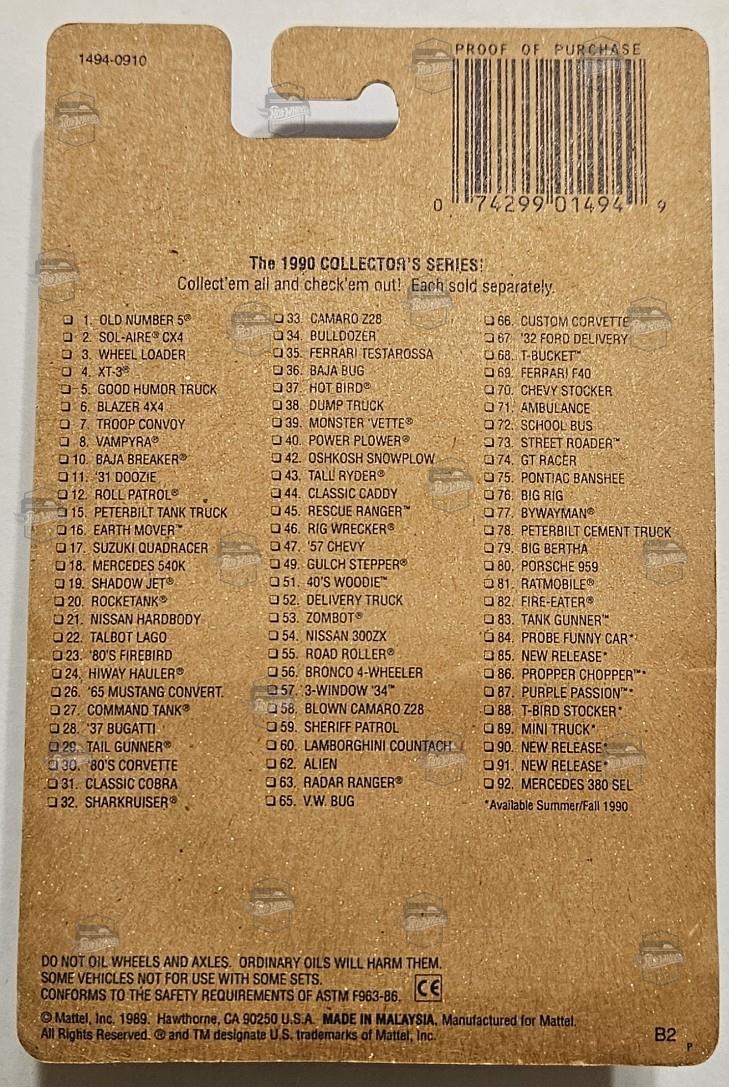 1494-0910
PROOF OF PURCHASE
0 74299 01494 9
The 1990 COLLECTOR'S SERIES!
Collect'em all and check'em out! Each sold separately.
❏ 1. OLD NUMBER 5®
❏ 2. SOL-AIRE® CX4
❏ 3. WHEEL LOADER
❏ 4. XT-3®
❏ 5. GOOD HUMOR TRUCK
❏ 6. BLAZER 4X4
❏ 7. TROOP CONVOY
❏ 8. VAMPYRA®
❏ 10. BAJA BREAKER®
❏ 11. '31 DOOZIE
❏ 12. ROLL PATROL®
❏ 15. PETERBILT TANK TRUCK
❏ 16. EARTH MOVER™
❏ 17. SUZUKI QUADRACER
❏ 18. MERCEDES 540K
❏ 19. SHADOW JET®
❏ 20. ROCKETANK®
❏ 21. NISSAN HARDBODY
❏ 22. TALBOT LAGO
❏ 23. '80'S FIREBIRD
❏ 24. HIWAY HAULER®
❏ 26. '65 MUSTANG CONVERT.
❏ 27. COMMAND TANK®
❏ 28. '37 BUGATTI
❏ 29. TAIL GUNNER®
❏ 30. '80'S CORVETTE
❏ 31. CLASSIC COBRA
❏ 32. SHARKRUISER®
❏ 33. CAMARO Z28
❏ 34. BULLDOZER
❏ 35. FERRARI TESTAROSSA
❏ 36. BAJA BUG
❏ 37. HOT BIRD®
❏ 38. DUMP TRUCK
❏ 39. MONSTER 'VETTE®
❏ 40. POWER PLOWER®
❏ 42. OSHKOSH SNOWPLOW
❏ 43. TALL RYDER®
❏ 44. CLASSIC CADDY
❏ 45. RESCUE RANGER™
❏ 46. RIG WRECKER®
❏ 47. '57 CHEVY
❏ 49. GULCH STEPPER®
❏ 51. 40'S WOODIE™
❏ 52. DELIVERY TRUCK
❏ 53. ZOMBOT®
❏ 54. NISSAN 300ZX
❏ 55. ROAD ROLLER®
❏ 56. BRONCO 4-WHEELER
❏ 57. 3-WINDOW '34™
❏ 58. BLOWN CAMARO Z28
❏ 59. SHERIFF PATROL
❏ 60. LAMBORGHINI COUNTACH
❏ 62. ALIEN
❏ 63. RADAR RANGER®
❏ 65. V.W. BUG
❏ 66. CUSTOM CORVETTE
❏ 67. '32 FORD DELIVERY
❏ 68. T-BUCKET™
❏ 69. FERRARI F40
❏ 70. CHEVY STOCKER
❏ 71. AMBULANCE
❏ 72. SCHOOL BUS
❏ 73. STREET ROADER™
❏ 74. GT RACER
❏ 75. PONTIAC BANSHEE
❏ 76. BIG RIG
❏ 77. BYWAYMAN®
❏ 78. PETERBILT CEMENT TRUCK
❏ 79. BIG BERTHA
❏ 80. PORSCHE 959
❏ 81. RATMOBILE®
❏ 82. FIRE-EATER®
❏ 83. TANK GUNNER™
❏ 84. PROBE FUNNY CAR*
❏ 85. NEW RELEASE*
❏ 86. PROPPER CHOPPER™*
❏ 87. PURPLE PASSION™*
❏ 88. T-BIRD STOCKER*
❏ 89. MINI TRUCK*
❏ 90. NEW RELEASE*
❏ 91. NEW RELEASE*
❏ 92. MERCEDES 380 SEL
*Available Summer/Fall 1990
DO NOT OIL WHEELS AND AXLES. ORDINARY OILS WILL HARM THEM.
SOME VEHICLES NOT FOR USE WITH SOME SETS.
CONFORMS TO THE SAFETY REQUIREMENTS OF ASTM F963-86. CE
© Mattel, Inc. 1989. Hawthorne, CA 90250 U.S.A. MADE IN MALAYSIA. Manufactured for Mattel.
All Rights Reserved. ® and TM designate U.S. trademarks of Mattel, Inc.
B2
P